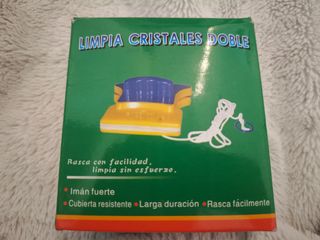 LIMPIA CRISTALES DOBLE
Rasca con facilidad,
limpia sin esfuerzo.
• Imán fuerte
• Cubierta resistente • Larga duración • Rasca fácilmente